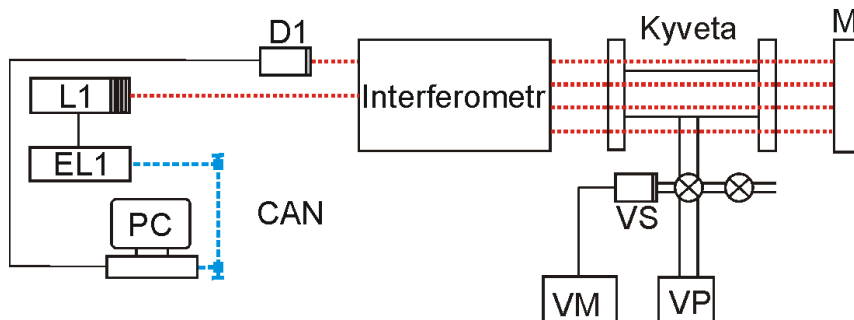 D1
Kyveta
M
L1
Interferometr
EL1
PC
CAN
VS
VM
VP